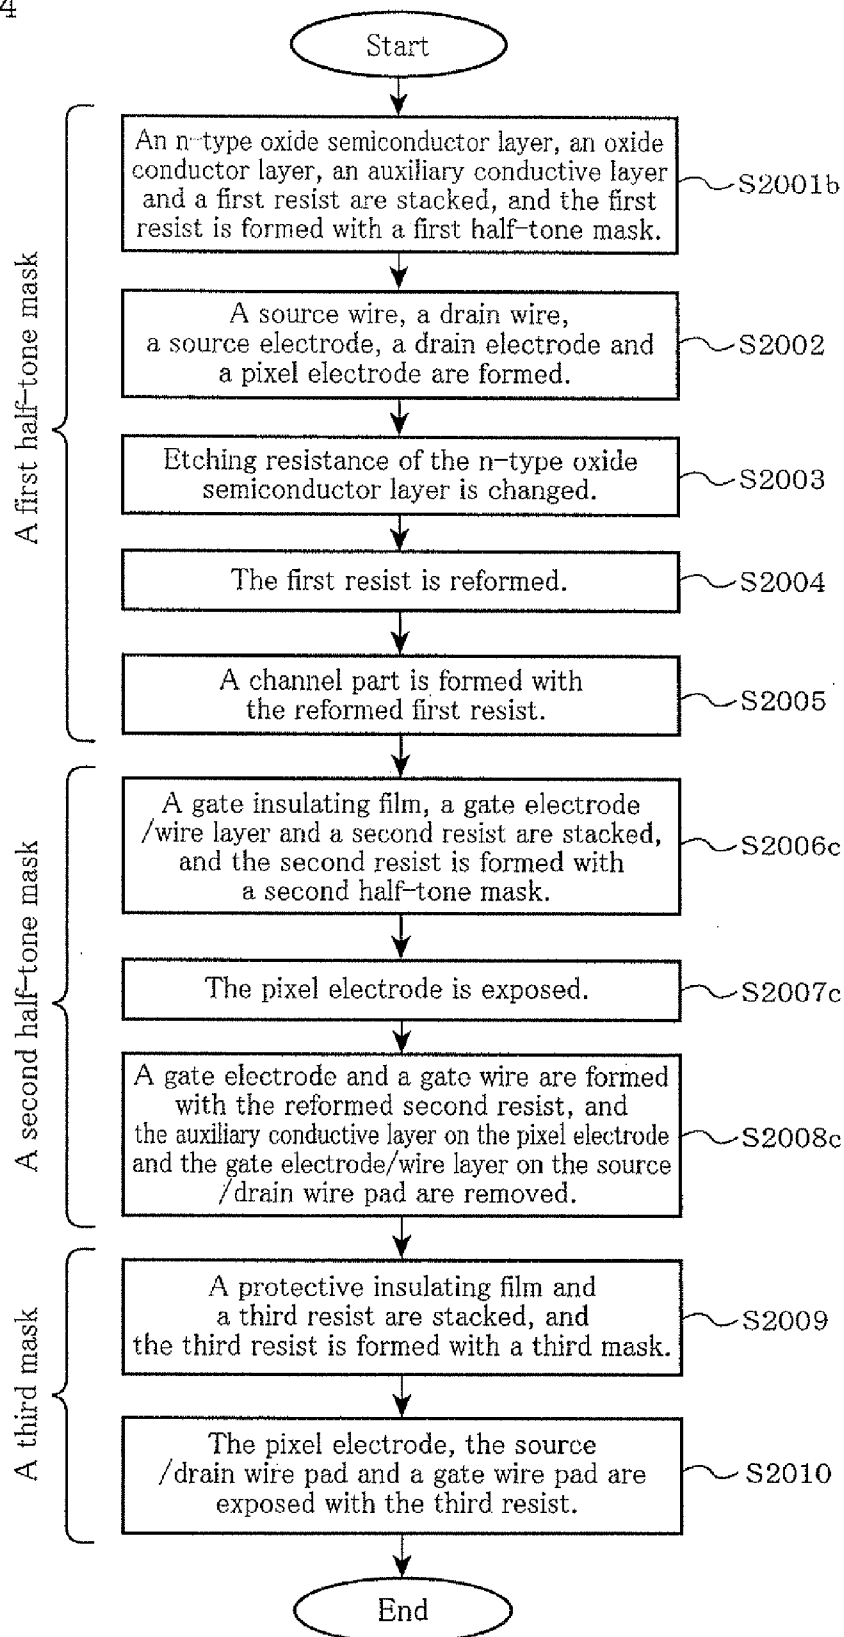 4
Start
A first half-tone mask
An n-type oxide semiconductor layer, an oxide
conductor layer, an auxiliary conductive layer
and a first resist are stacked, and the first
resist is formed with a first half-tone mask.
S2001b
A source wire, a drain wire,
a source electrode, a drain electrode and
a pixel electrode are formed.
S2002
Etching resistance of the n-type oxide
semiconductor layer is changed.
S2003
The first resist is reformed.
S2004
A channel part is formed with
the reformed first resist.
S2005
A second half-tone mask
A gate insulating film, a gate electrode
/wire layer and a second resist are stacked,
and the second resist is formed with
a second half-tone mask.
S2006c
The pixel electrode is exposed.
S2007c
A gate electrode and a gate wire are formed
with the reformed second resist, and
the auxiliary conductive layer on the pixel electrode
and the gate electrode/wire layer on the source
/drain wire pad are removed.
S2008c
A third mask
A protective insulating film and
a third resist are stacked, and
the third resist is formed with a third mask.
S2009
The pixel electrode, the source
/drain wire pad and a gate wire pad are
exposed with the third resist.
S2010
End